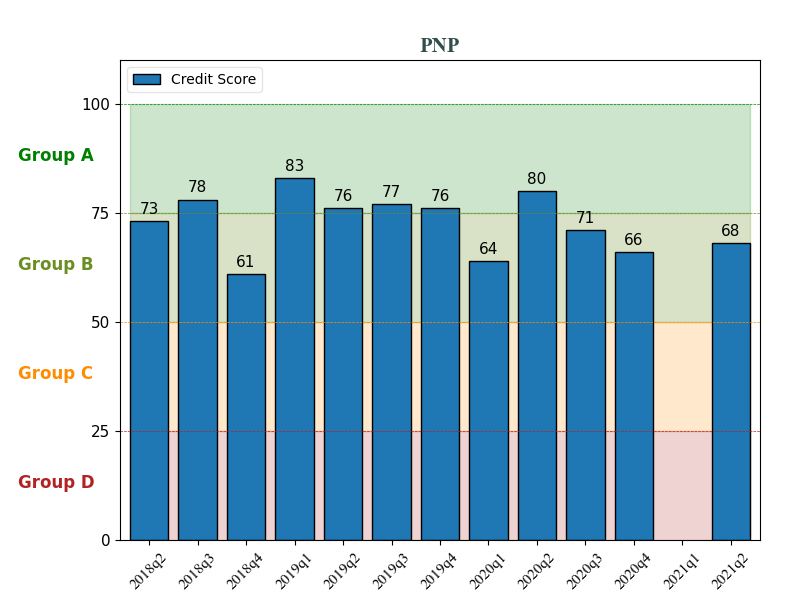 PNP
Credit Score
100
Group A
83
80
78
77
76
76
73
75
71
68
66
64
61
Group B
50
Group C
25
Group D
0
2018q2
2018q3
2018q4
2019q1
2019q2
2019q3
2019q4
2020q1
2020q2
2020q3
2020q4
2021q1
2021q2